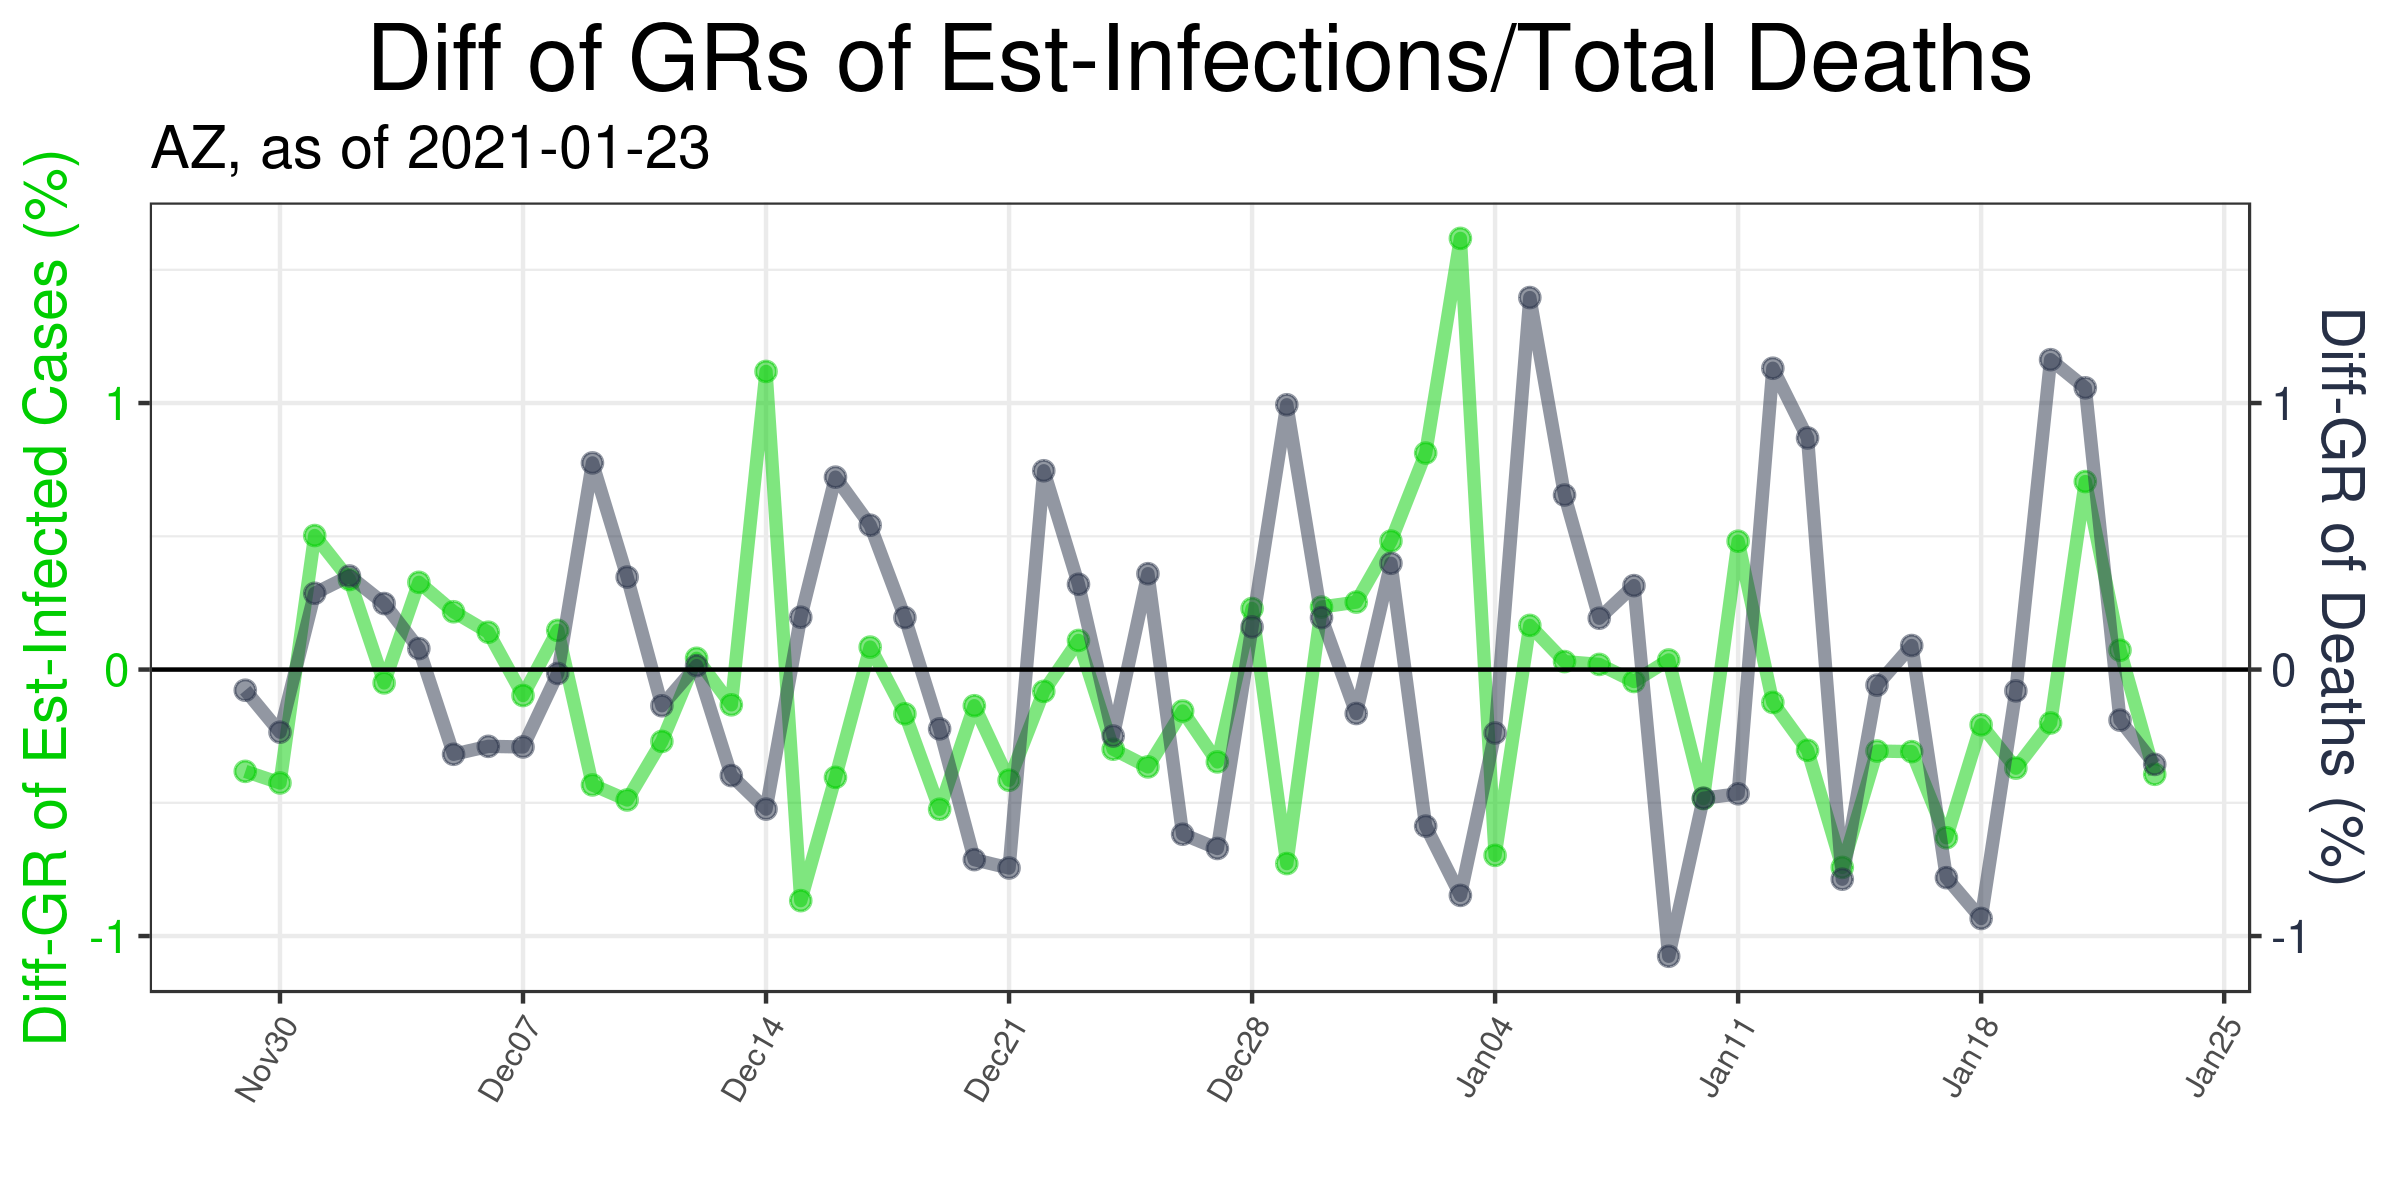 Diff of GRs of Est-Infections/Total Deaths
AZ, as of 2021-01-23
Diff-GR of Est-Infected Cases (%)
1
0
-1
1
0
-1
Diff-GR of Deaths (%)
Nov30
Dec07
Dec14
Dec21
Dec28
Jan04
Jan11
Jan18
Jan25